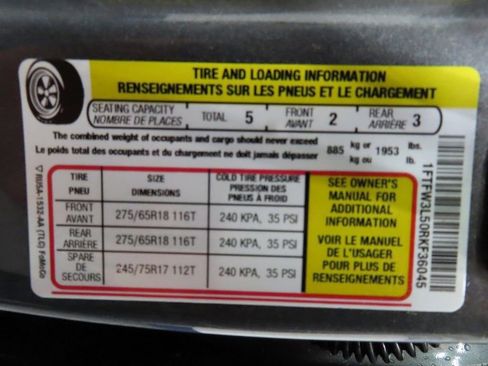 TIRE AND LOADING INFORMATION
RENSEIGNEMENTS SUR LES PNEUS ET LE CHARGEMENT
SEATING CAPACITY
NOMBRE DE PLACES
TOTAL 5
FRONT
AVANT 2
REAR
ARRIÈRE 3
The combined weight of occupants and cargo should never exceed
Le poids total des occupants et du chargement ne doit jamais dépasser
885 kg or 1953 lbs.
kg ou lb.
TIRE
PNEU
SIZE
DIMENSIONS
COLD TIRE PRESSURE
PRESSION DES
PNEUS À FROID
FRONT
AVANT
275/65R18 116T
240 KPA, 35 PSI
REAR
ARRIÈRE
275/65R18 116T
240 KPA, 35 PSI
SPARE
DE SECOURS
245/75R17 112T
240 KPA, 35 PSI
SEE OWNER'S
MANUAL FOR
ADDITIONAL
INFORMATION
VOIR LE MANUEL
DE L'USAGER
POUR PLUS DE
RENSEIGNEMENTS
1FTFW3L50RKF36045